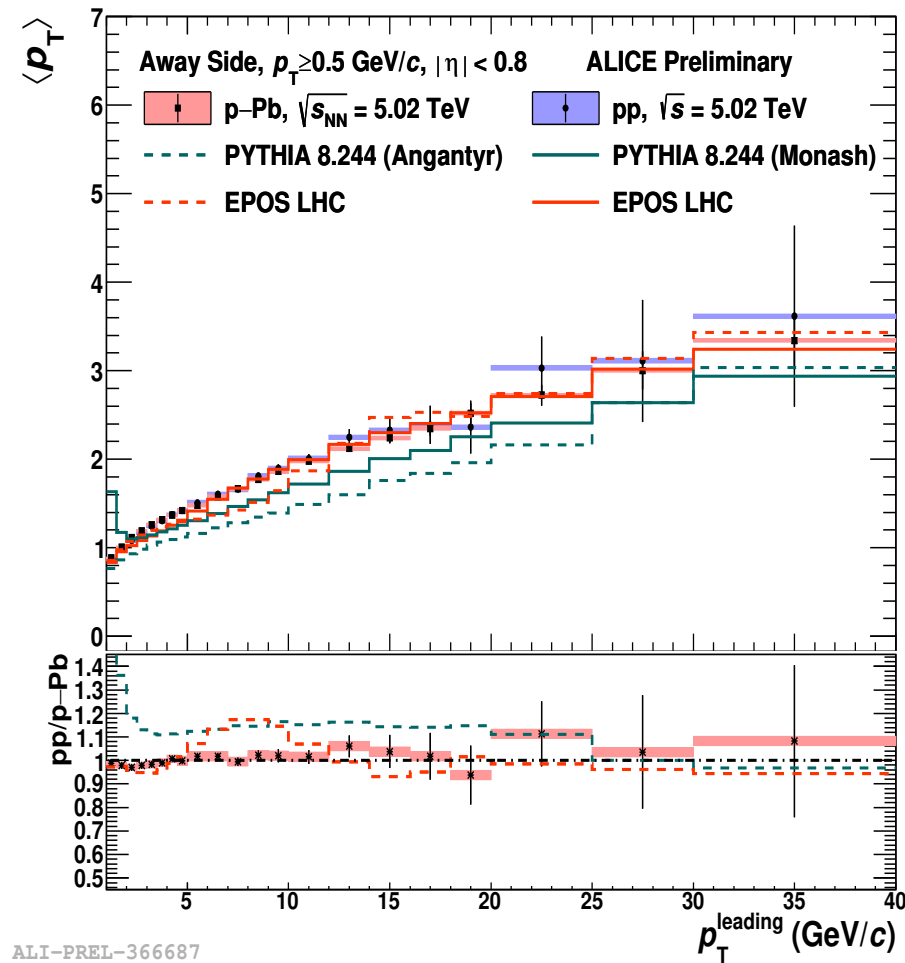 ⟨p_T⟩
Away Side, p_T≥0.5 GeV/c, |η| < 0.8 ALICE Preliminary
p–Pb, √s_NN = 5.02 TeV pp, √s = 5.02 TeV
PYTHIA 8.244 (Angantyr) PYTHIA 8.244 (Monash)
EPOS LHC EPOS LHC
7
6
5
4
3
2
1
0
pp/p–Pb
1.4
1.3
1.2
1.1
1
0.9
0.8
0.7
0.6
0.5
5 10 15 20 25 30 35 40
p_T^leading (GeV/c)
ALI-PREL-366687